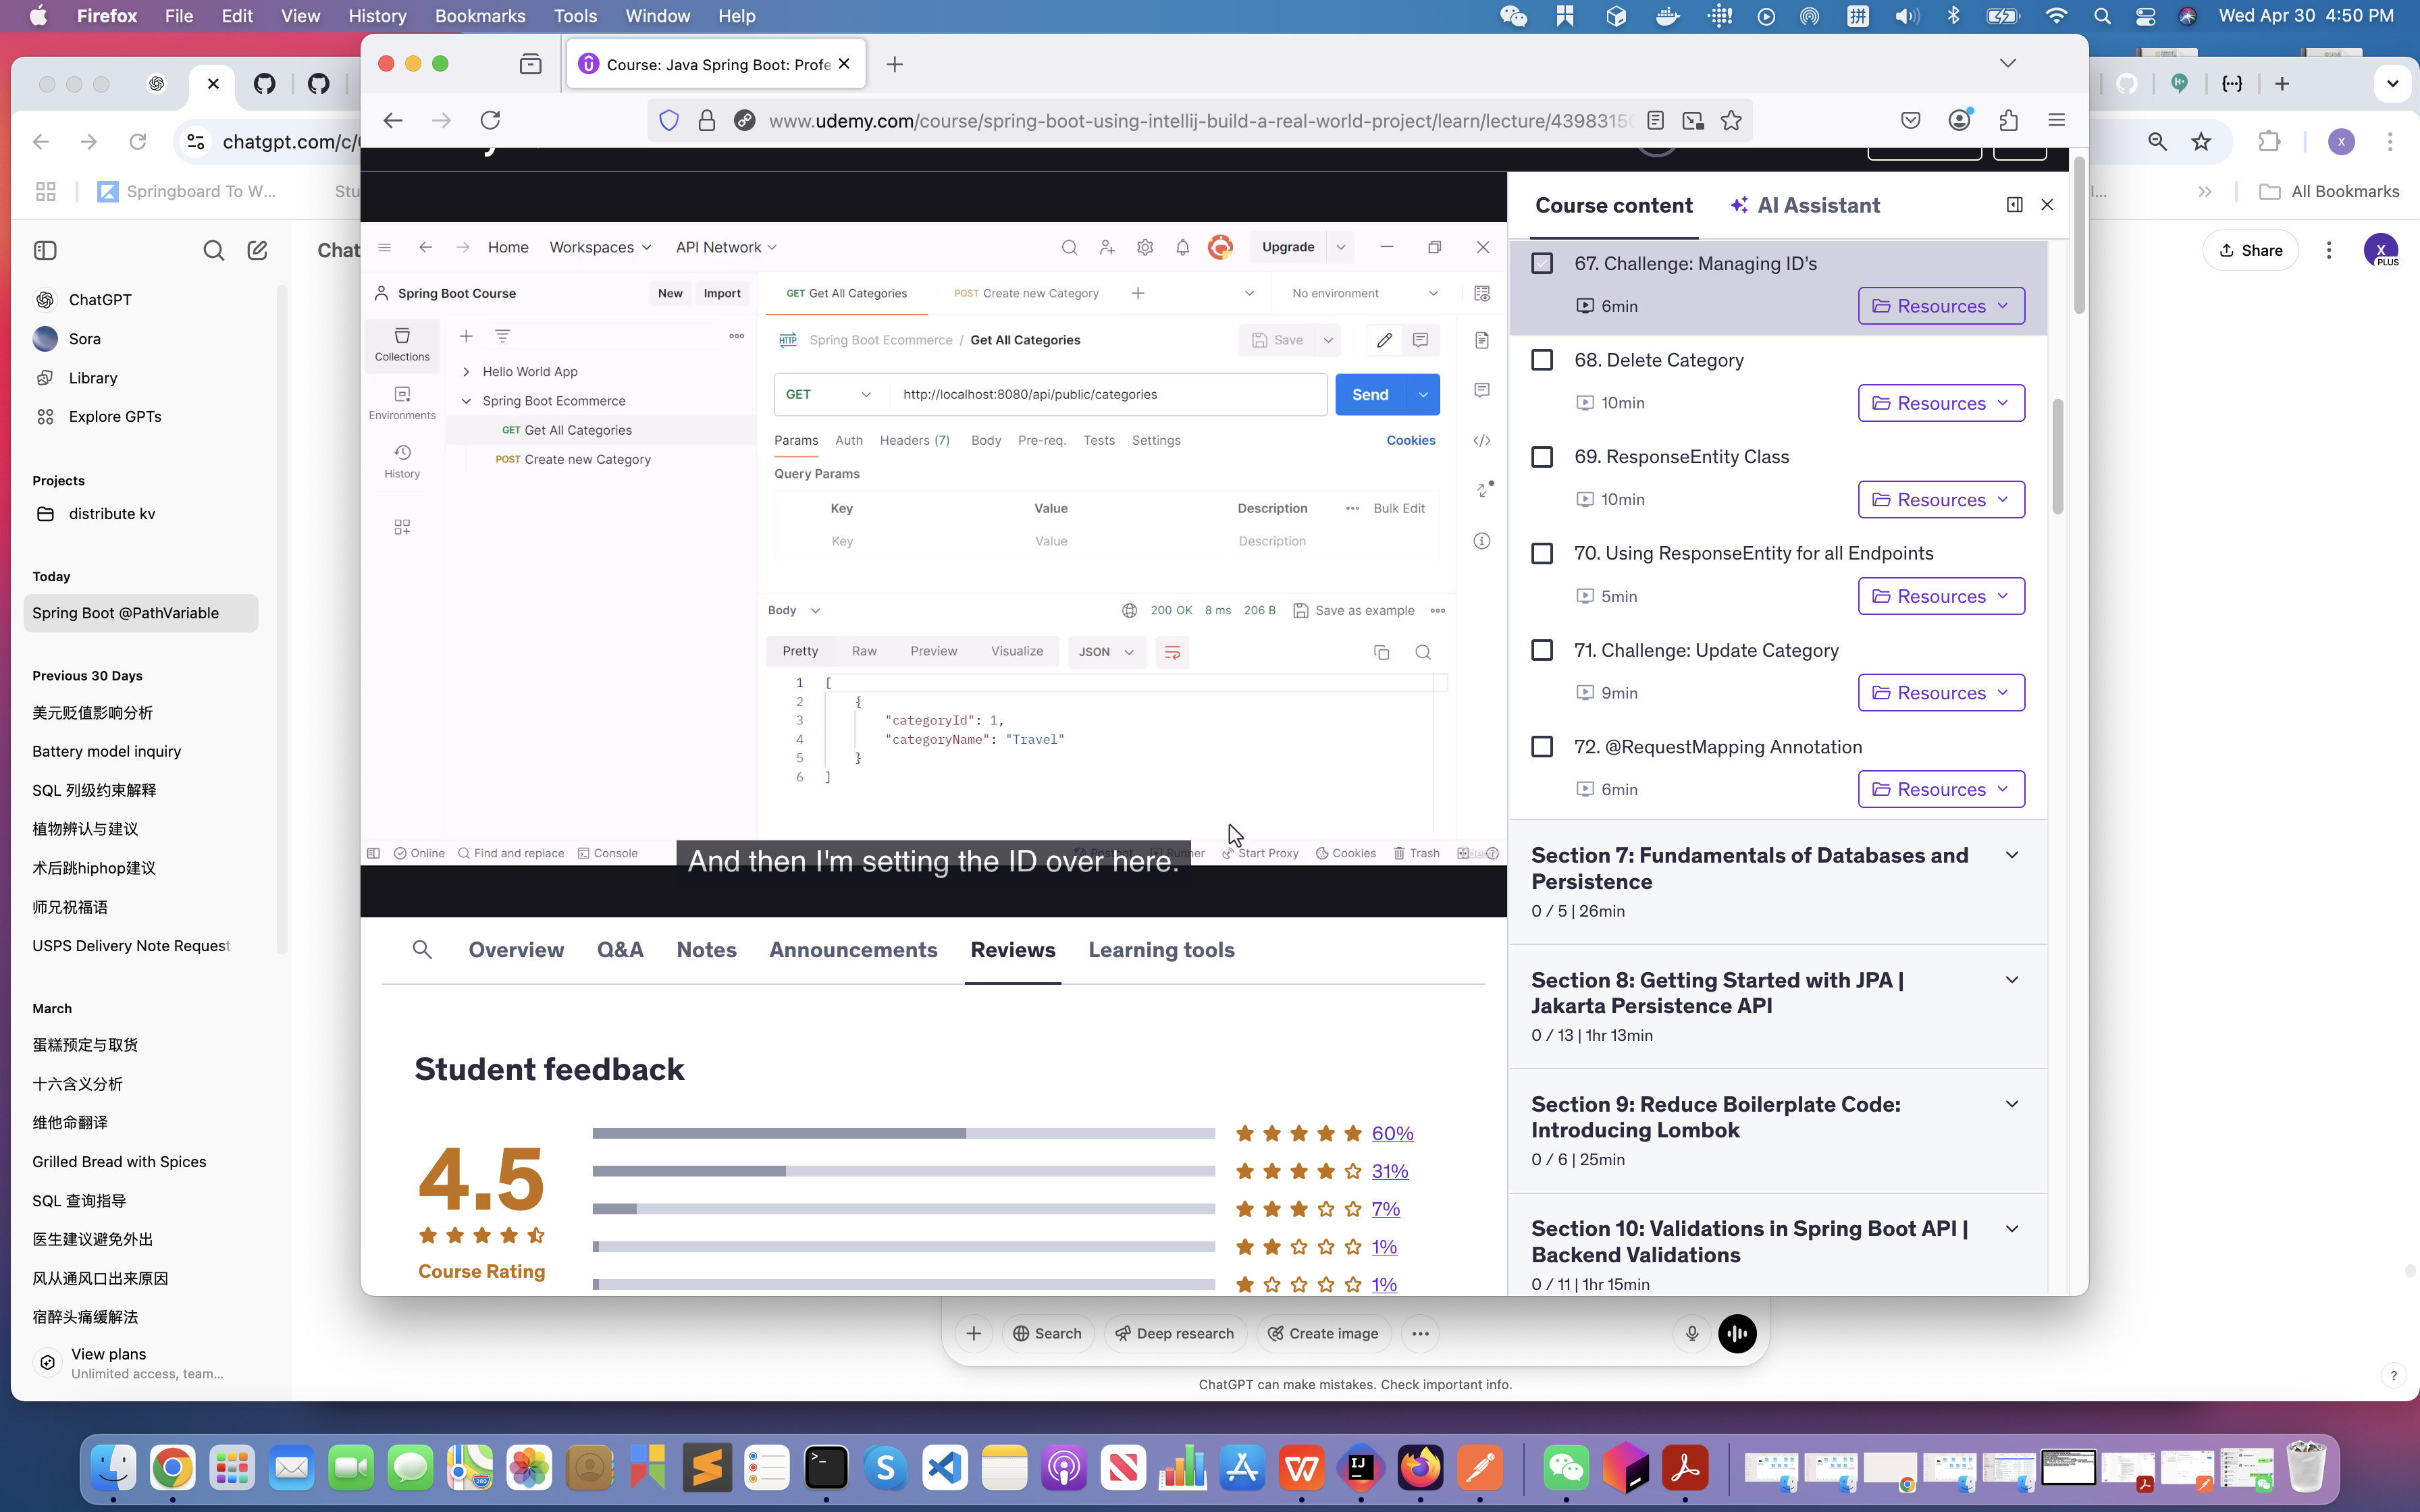 Firefox File Edit View History Bookmarks Tools Window Help
拼 Wed Apr 30 4:50 PM
Course: Java Spring Boot: Profe
chatgpt.com/c/
www.udemy.com/course/spring-boot-using-intellij-build-a-real-world-project/learn/lecture/4398315
X
Springboard To W...
Stu
All Bookmarks
Chat
Share
X
PLUS
ChatGPT
Sora
Library
Explore GPTs
Projects
distribute kv
Today
Spring Boot @PathVariable
Previous 30 Days
美元贬值影响分析
Battery model inquiry
SQL 列级约束解释
植物辨认与建议
术后跳hiphop建议
师兄祝福语
USPS Delivery Note Request
March
蛋糕预定与取货
十六含义分析
维他命翻译
Grilled Bread with Spices
SQL 查询指导
医生建议避免外出
风从通风口出来原因
宿醉头痛缓解法
View plans
Unlimited access, team...
Home Workspaces API Network Upgrade
Spring Boot Course New Import
GET Get All Categories POST Create new Category No environment
Collections
Environments
History
Hello World App
Spring Boot Ecommerce
GET Get All Categories
POST Create new Category
HTTP Spring Boot Ecommerce / Get All Categories Save
GET http://localhost:8080/api/public/categories Send
Params Auth Headers (7) Body Pre-req. Tests Settings Cookies
Query Params
Key Value Description Bulk Edit
Key Value Description
Body 200 OK 8 ms 206 B Save as example
Pretty Raw Preview Visualize JSON
1 [
2 {
3 "categoryId": 1,
4 "categoryName": "Travel"
5 }
6 ]
Online Find and replace Console Start Proxy Cookies Trash
And then I'm setting the ID over here.
Course content AI Assistant
67. Challenge: Managing ID's
6min Resources
68. Delete Category
10min Resources
69. ResponseEntity Class
10min Resources
70. Using ResponseEntity for all Endpoints
5min Resources
71. Challenge: Update Category
9min Resources
72. @RequestMapping Annotation
6min Resources
Section 7: Fundamentals of Databases and
Persistence
0 / 5 | 26min
Section 8: Getting Started with JPA |
Jakarta Persistence API
0 / 13 | 1hr 13min
Section 9: Reduce Boilerplate Code:
Introducing Lombok
0 / 6 | 25min
Section 10: Validations in Spring Boot API |
Backend Validations
0 / 11 | 1hr 15min
Overview Q&A Notes Announcements Reviews Learning tools
Student feedback
4.5
Course Rating
60%
31%
7%
1%
1%
Search Deep research Create image
ChatGPT can make mistakes. Check important info.
?